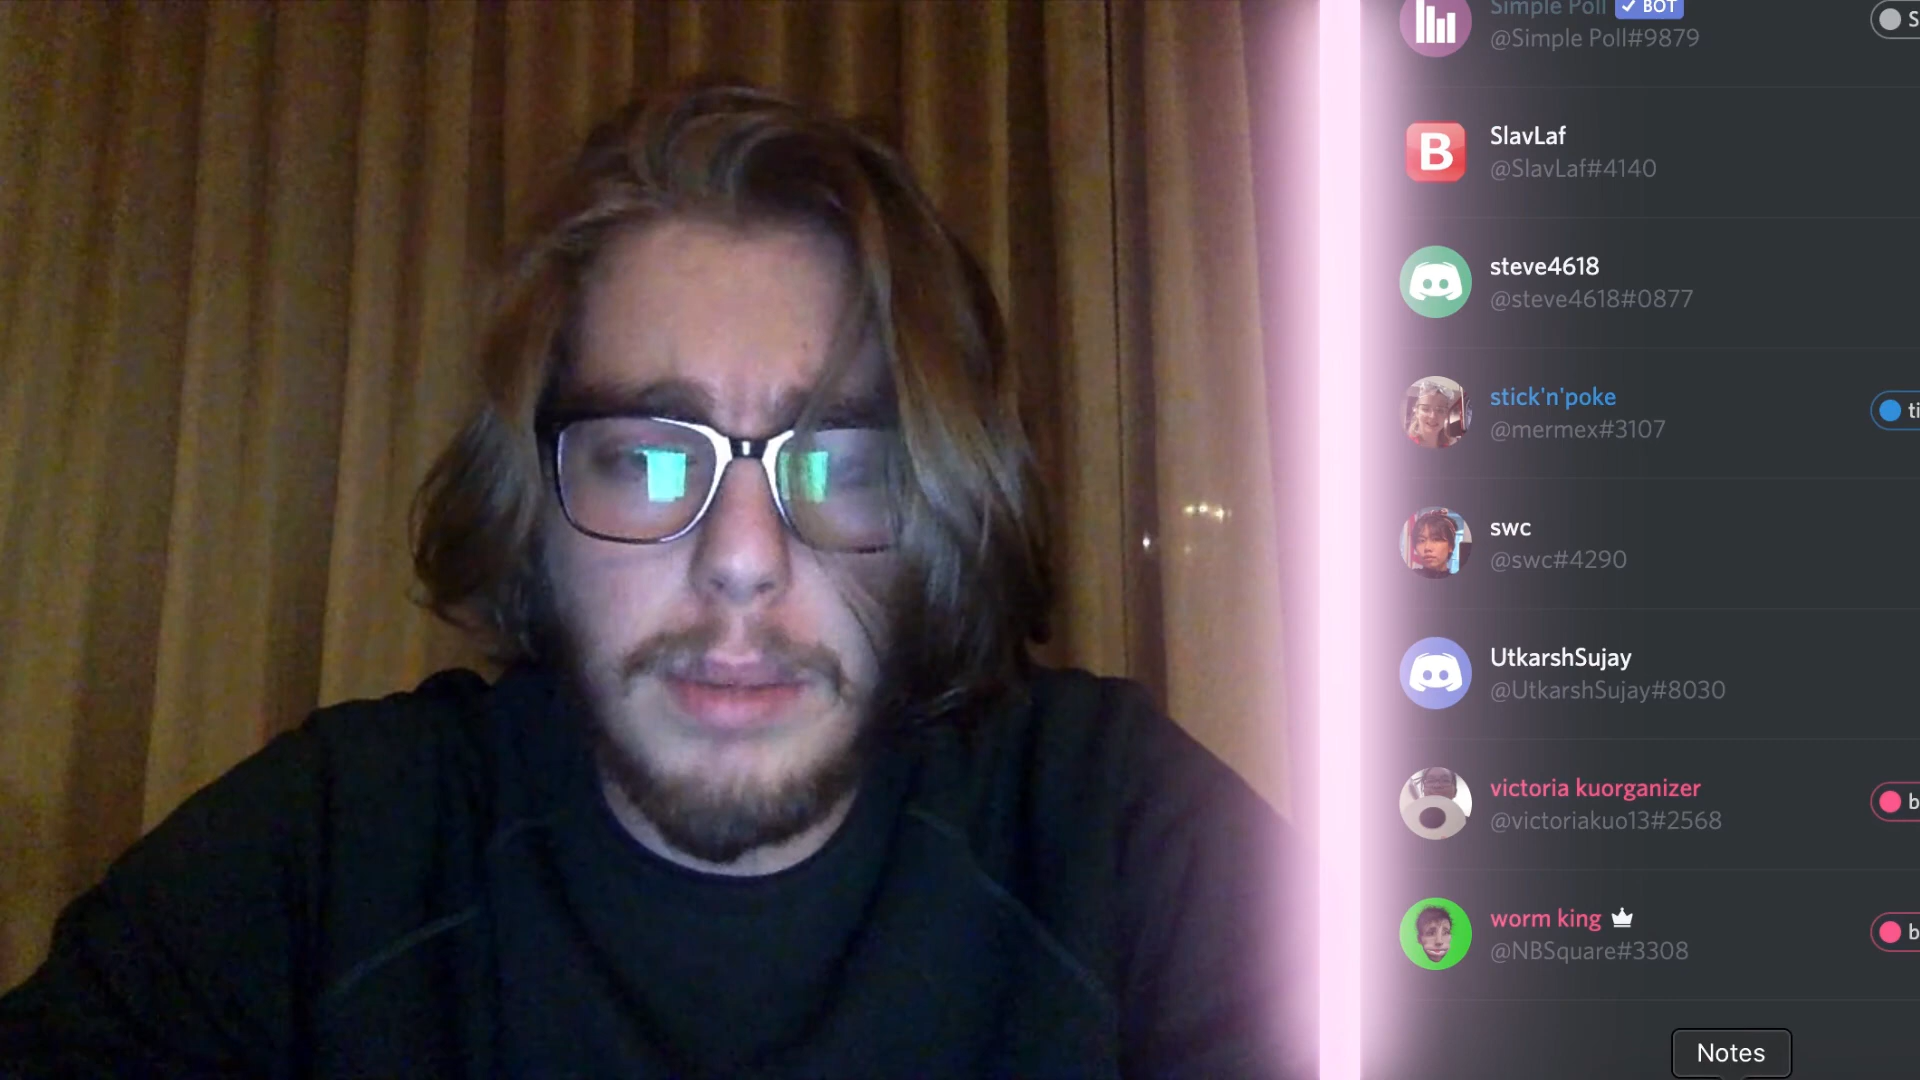 Simple Poll BOT
@Simple Poll#9879
S
B
SlavLaf
@SlavLaf#4140
steve4618
@steve4618#0877
stick'n'poke
@mermex#3107
ti
swc
@swc#4290
UtkarshSujay
@UtkarshSujay#8030
victoria kuorganizer
@victoriakuo13#2568
b
worm king
@NBSquare#3308
b
Notes